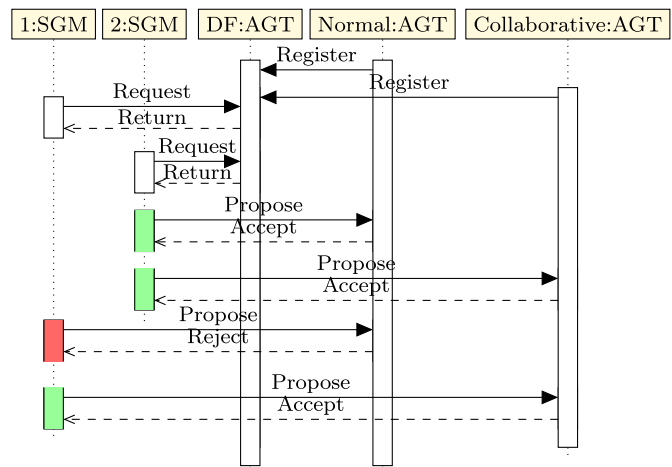 1:SGM 2:SGM DF:AGT Normal:AGT Collaborative:AGT
Register
Register
Request
Return
Request
Return
Propose
Accept
Propose
Accept
Propose
Reject
Propose
Accept